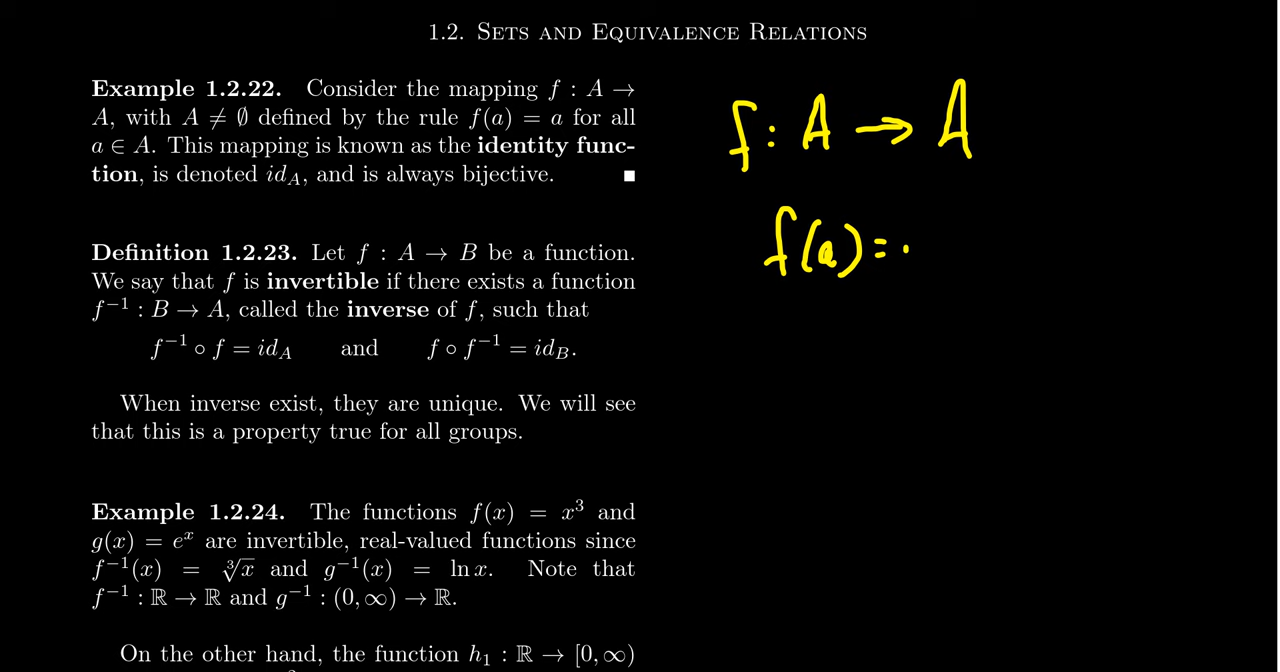 1.2. Sets and Equivalence Relations
Example 1.2.22. Consider the mapping f : A →
A, with A ≠ ∅ defined by the rule f(a) = a for all
a ∈ A. This mapping is known as the identity func-
tion, is denoted id_A, and is always bijective. ■
f : A → A
f(a) =
Definition 1.2.23. Let f : A → B be a function.
We say that f is invertible if there exists a function
f⁻¹ : B → A, called the inverse of f, such that
f⁻¹ ∘ f = id_A and f ∘ f⁻¹ = id_B.
When inverse exist, they are unique. We will see
that this is a property true for all groups.
Example 1.2.24. The functions f(x) = x³ and
g(x) = eˣ are invertible, real-valued functions since
f⁻¹(x) = ∛x and g⁻¹(x) = ln x. Note that
f⁻¹ : ℝ → ℝ and g⁻¹ : (0, ∞) → ℝ.
On the other hand, the function h₁ : ℝ → [0, ∞)